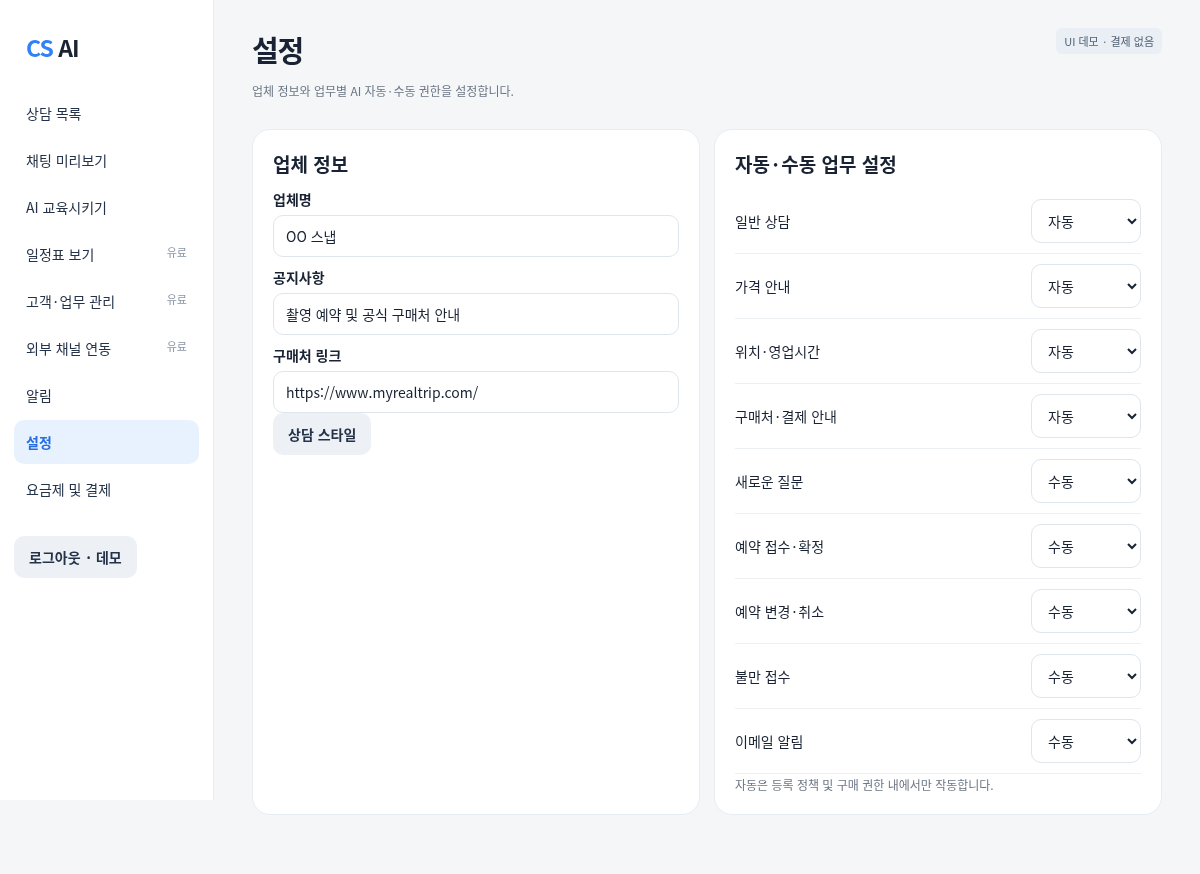 CS AI
상담 목록
채팅 미리보기
AI 교육시키기
일정표 보기 유료
고객·업무 관리 유료
외부 채널 연동 유료
알림
설정
요금제 및 결제
로그아웃 · 데모
설정
UI 데모 · 결제 없음
업체 정보와 업무별 AI 자동·수동 권한을 설정합니다.
업체 정보
업체명
OO 스냅
공지사항
촬영 예약 및 공식 구매처 안내
구매처 링크
https://www.myrealtrip.com/
상담 스타일
자동·수동 업무 설정
일반 상담 자동
가격 안내 자동
위치·영업시간 자동
구매처·결제 안내 자동
새로운 질문 수동
예약 접수·확정 수동
예약 변경·취소 수동
불만 접수 수동
이메일 알림 수동
자동은 등록 정책 및 구매 권한 내에서만 작동합니다.